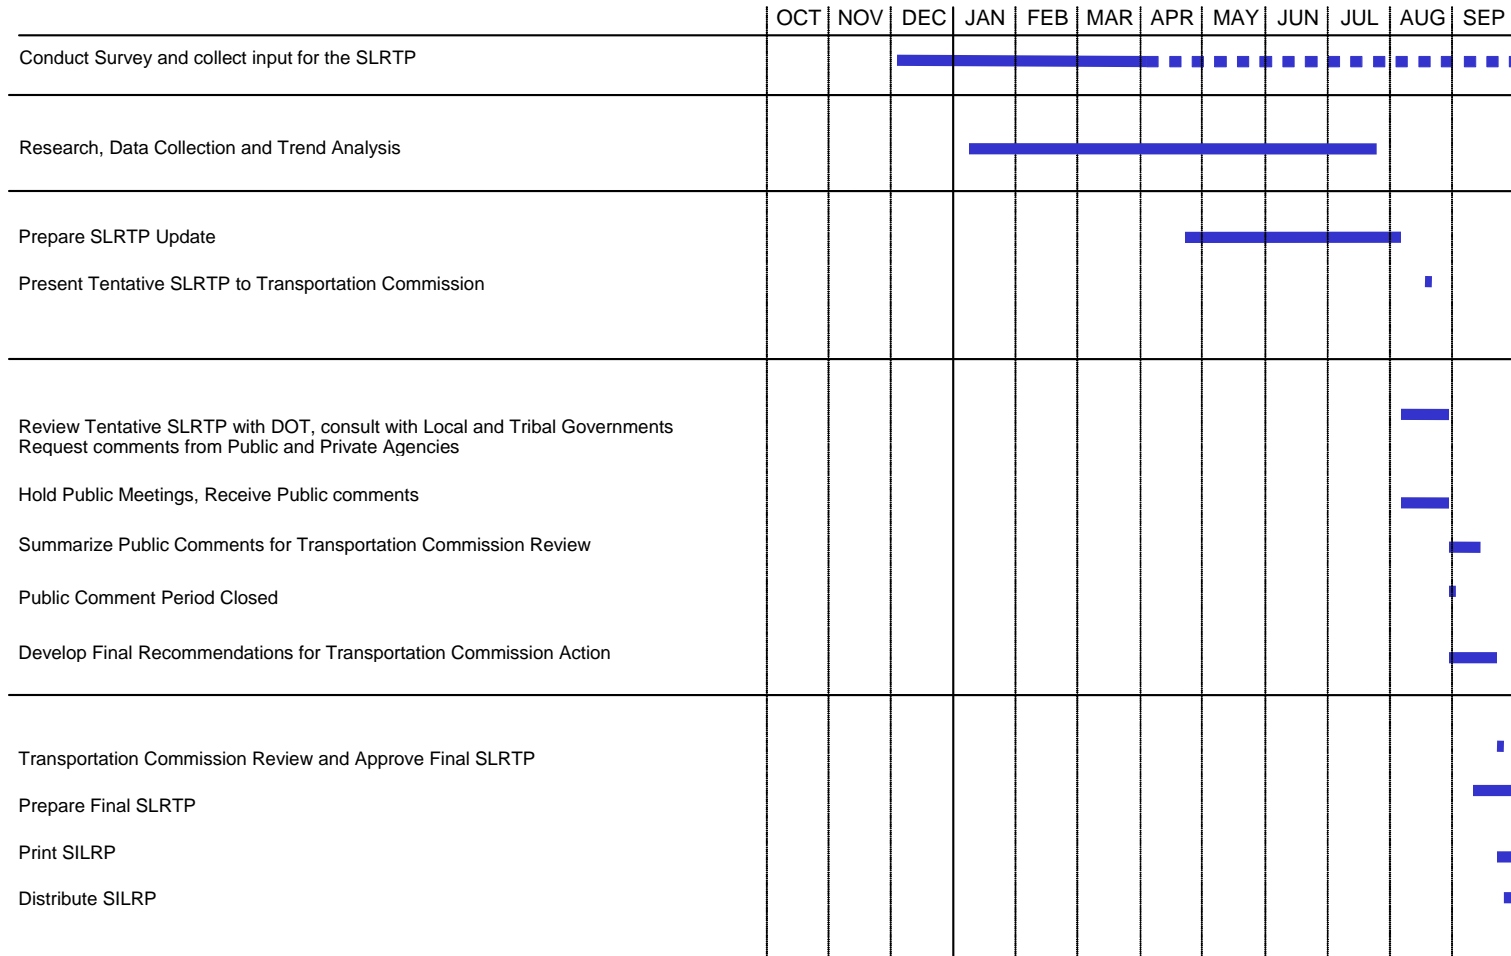 OCT NOV DEC JAN FEB MAR APR MAY JUN JUL AUG SEP
Conduct Survey and collect input for the SLRTP
Research, Data Collection and Trend Analysis
Prepare SLRTP Update
Present Tentative SLRTP to Transportation Commission
Review Tentative SLRTP with DOT, consult with Local and Tribal Governments
Request comments from Public and Private Agencies
Hold Public Meetings, Receive Public comments
Summarize Public Comments for Transportation Commission Review
Public Comment Period Closed
Develop Final Recommendations for Transportation Commission Action
Transportation Commission Review and Approve Final SLRTP
Prepare Final SLRTP
Print SILRP
Distribute SILRP